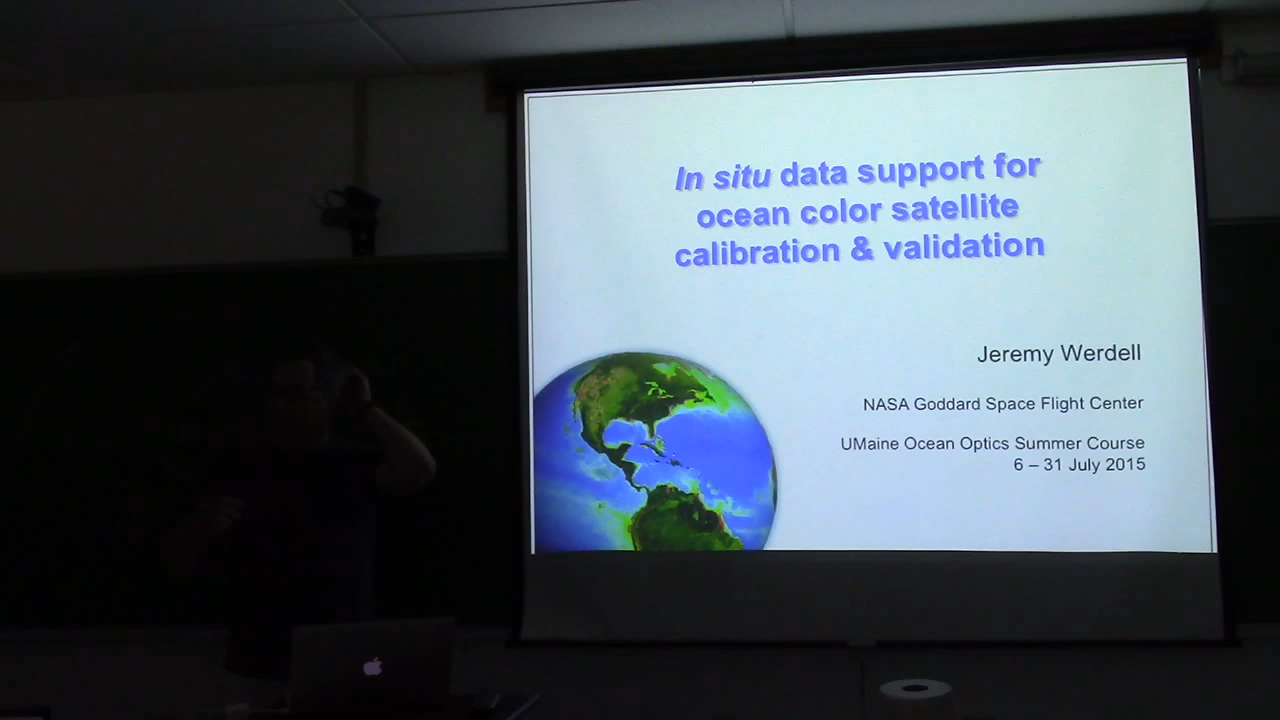 In situ data support for
ocean color satellite
calibration & validation
Jeremy Werdell
NASA Goddard Space Flight Center
UMaine Ocean Optics Summer Course
6 – 31 July 2015